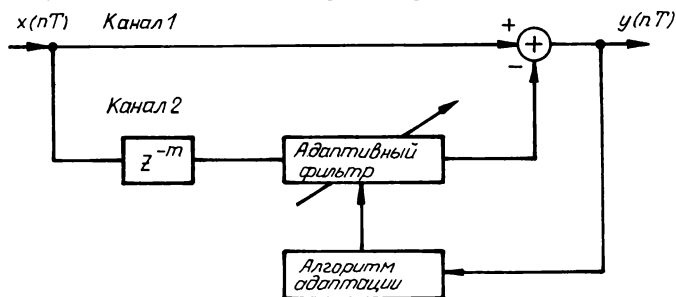 x(nT) Канал 1 + y(nT)
+
−
Канал 2
z^-m
Адаптивный
фильтр
Алгоритм
адаптации